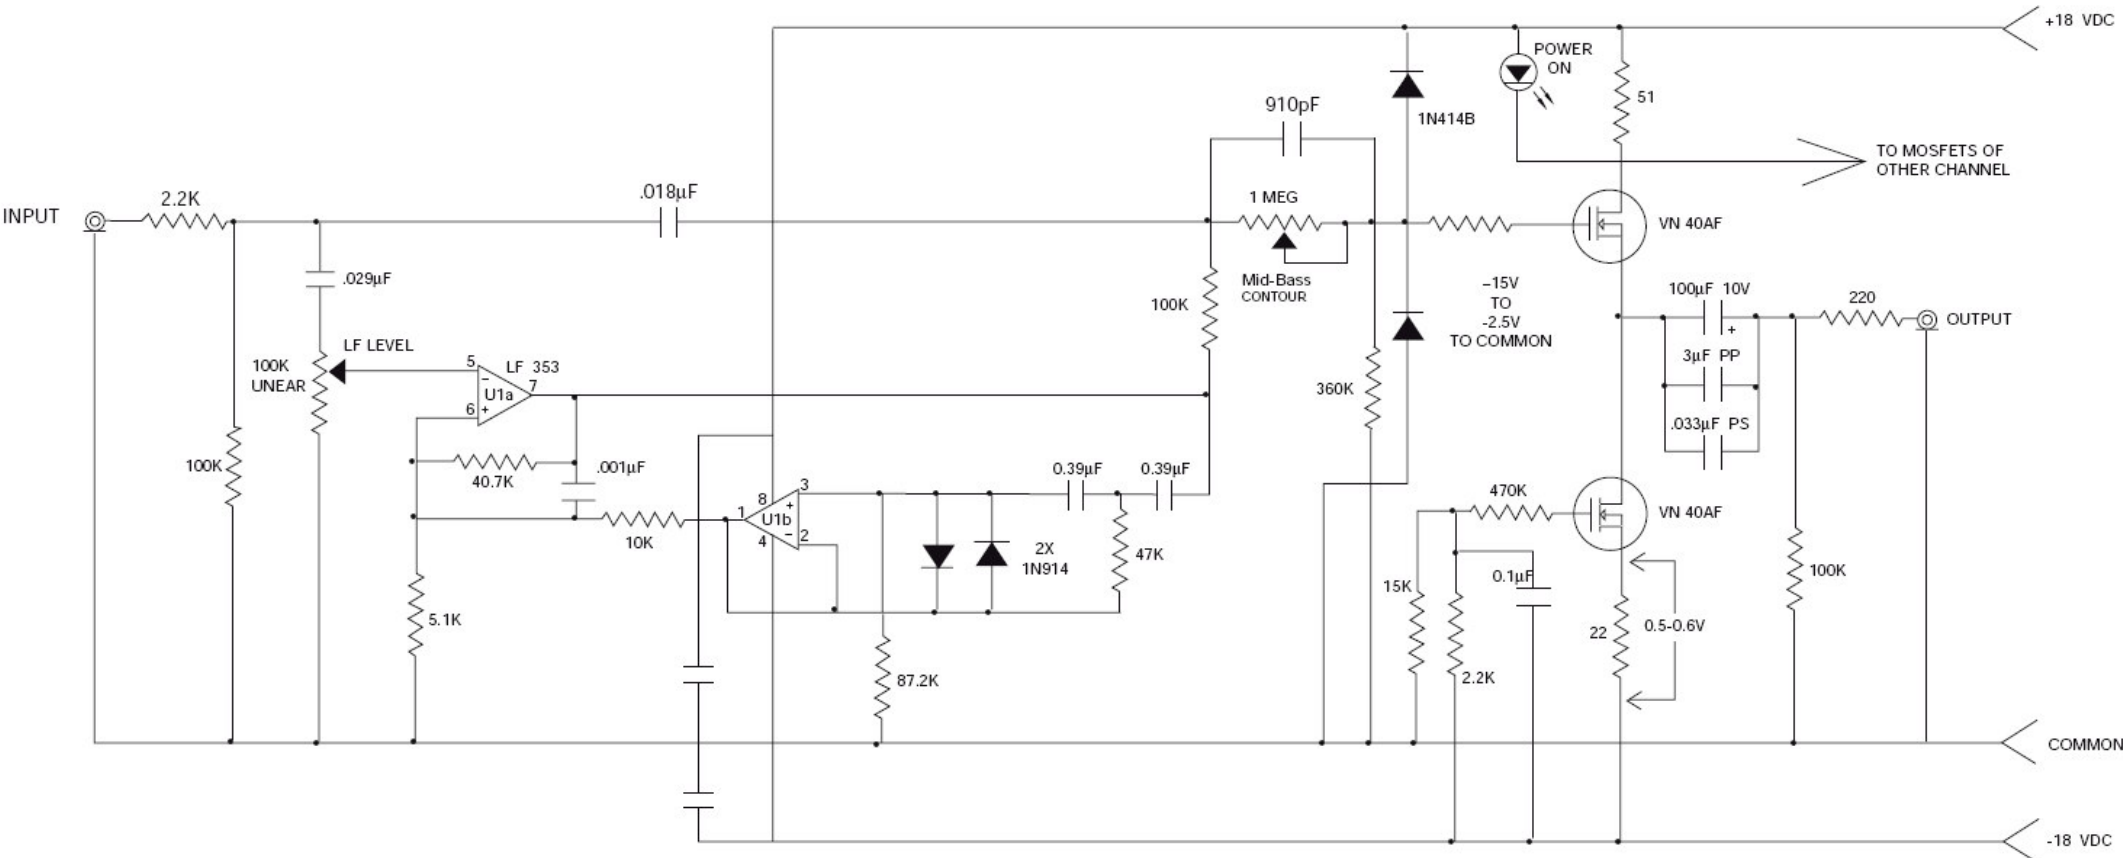 +18 VDC
POWER
ON
51
910pF
1N414B
TO MOSFETS OF
OTHER CHANNEL
2.2K
.018µF
1 MEG
INPUT
VN 40AF
.029µF
Mid-Bass
CONTOUR
100K
–15V
TO
-2.5V
TO COMMON
100µF 10V
+
220
OUTPUT
LF LEVEL
100K
UNEAR
5
–
LF 353
U1a
7
6
+
3µF PP
360K
.033µF PS
100K
40.7K
.001µF
0.39µF
0.39µF
470K
VN 40AF
8
3
+
1
U1b
4
–
2
10K
2X
1N914
47K
15K
0.1µF
100K
5.1K
22
0.5-0.6V
87.2K
2.2K
COMMON
-18 VDC